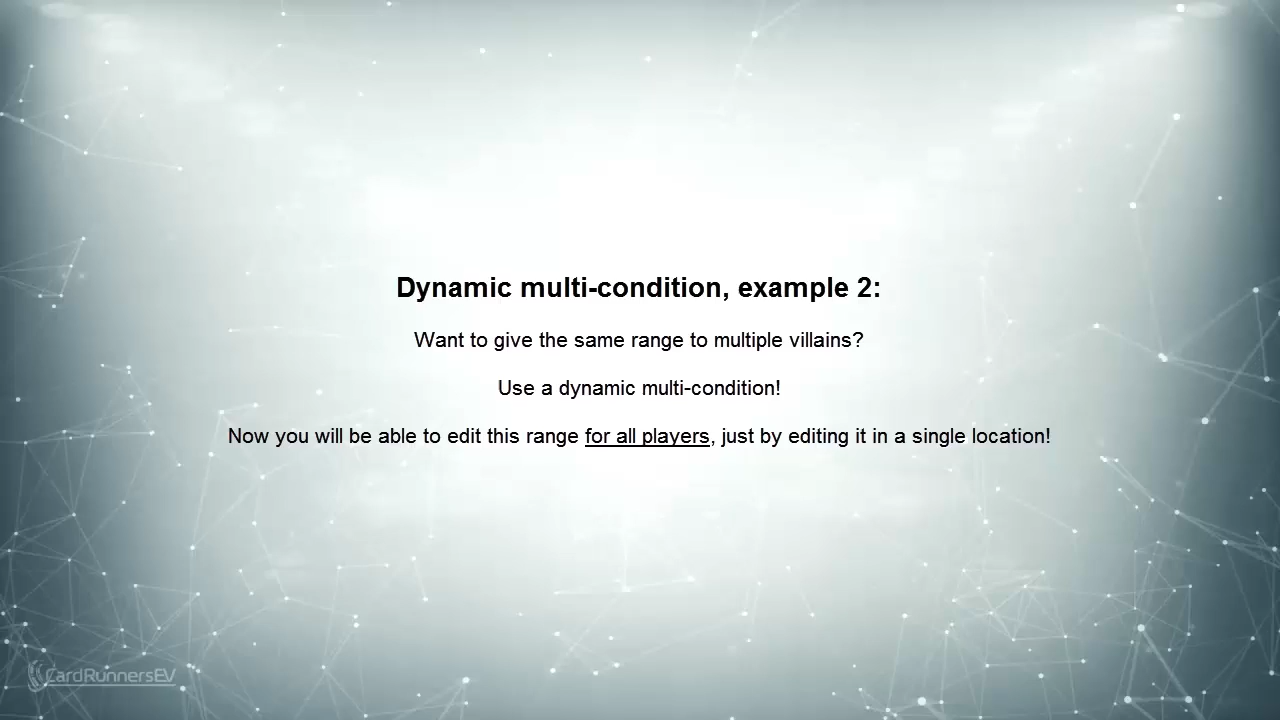 Dynamic multi-condition, example 2:
Want to give the same range to multiple villains?
Use a dynamic multi-condition!
Now you will be able to edit this range for all players, just by editing it in a single location!
CardRunnersEV